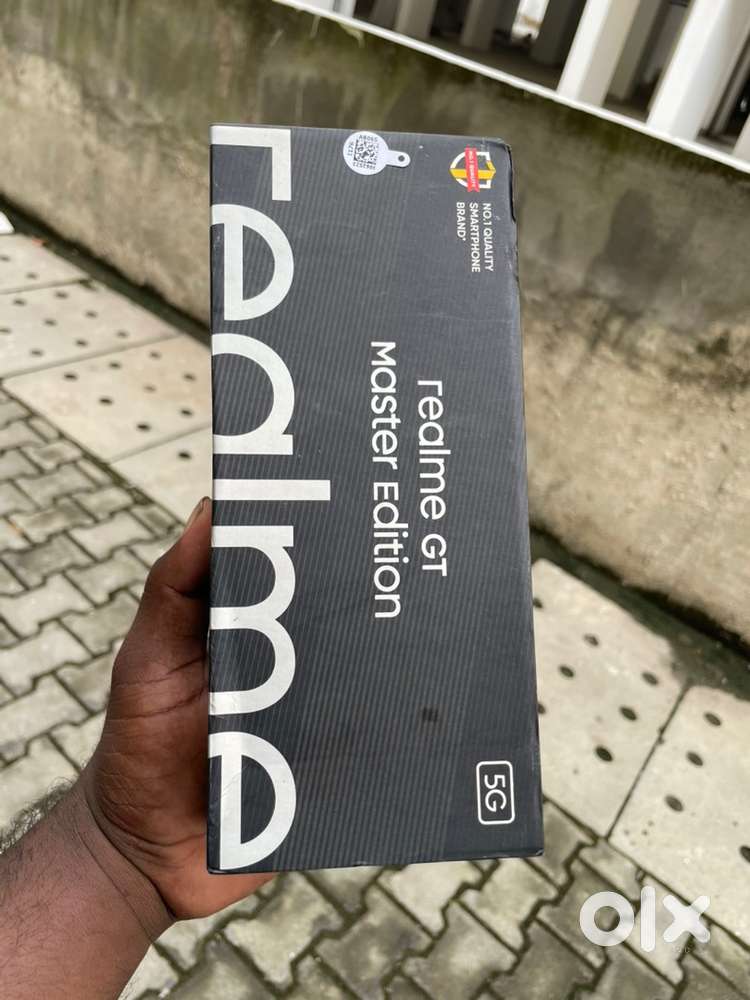 realme
NO.1 QUALITY
SMARTPHONE
BRAND*
realme GT
Master Edition
5G
olx